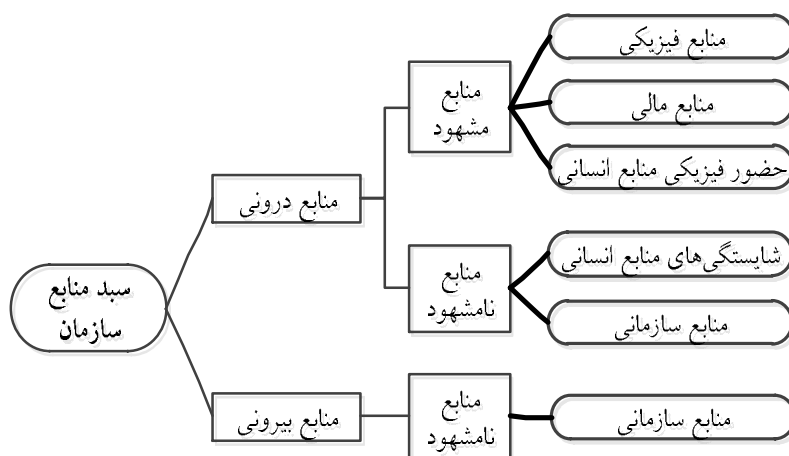 منابع فیزیکی
منابع
مشهود
منابع مالی
حضور فیزیکی منابع انسانی
منابع درونی
شایستگی‌های منابع انسانی
منابع
نامشهود
منابع سازمانی
سبد منابع
سازمان
منابع بیرونی
منابع
نامشهود
منابع سازمانی